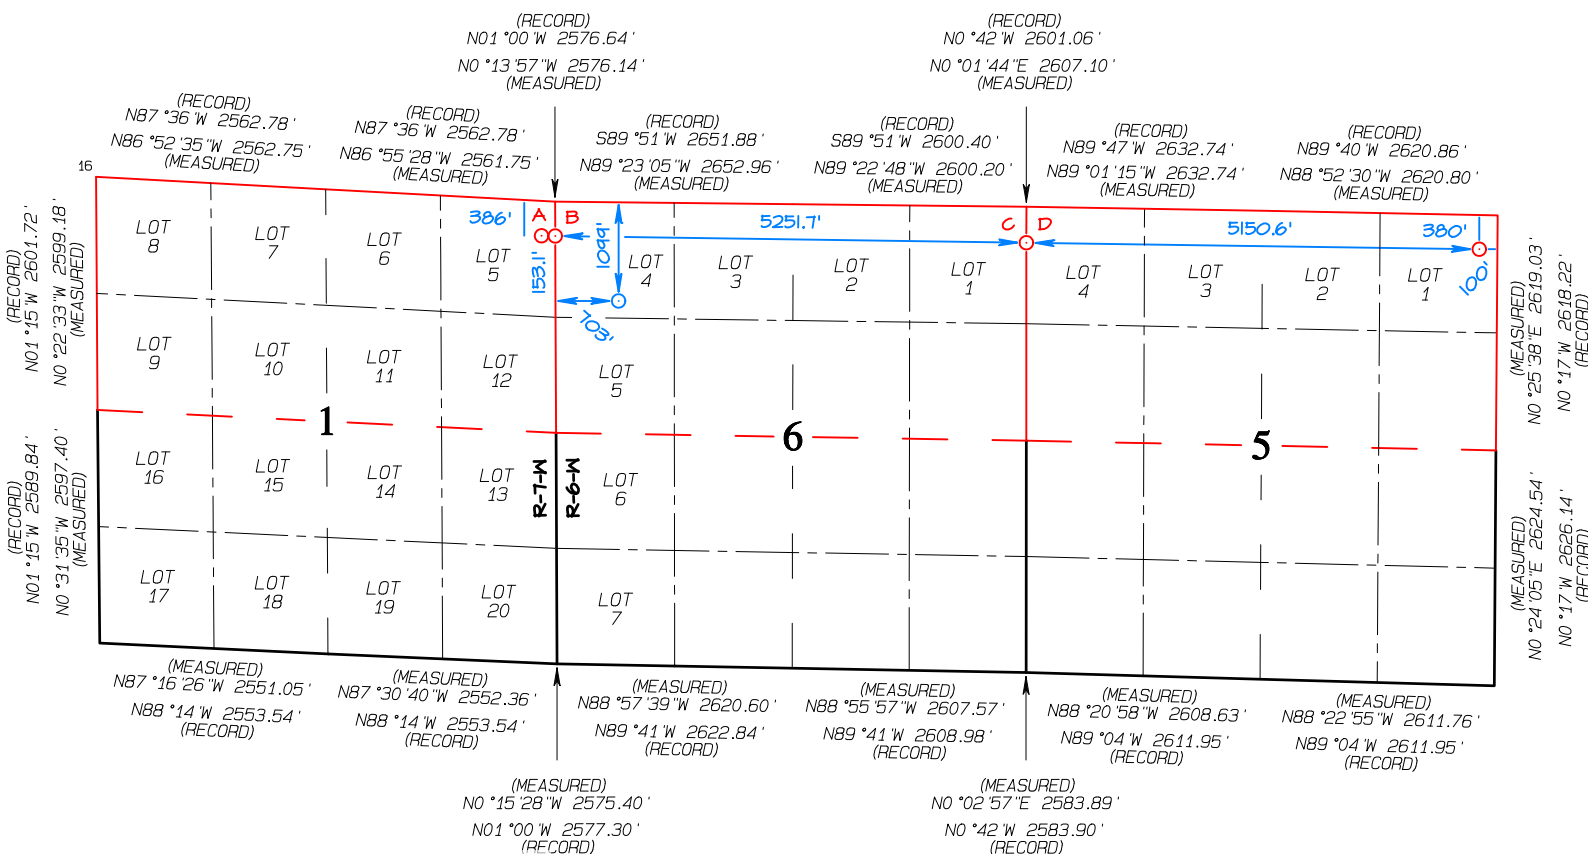 (RECORD)
N01°00'W 2576.64'
N0°13'57"W 2576.14'
(MEASURED)
(RECORD)
N0°42'W 2601.06'
N0°01'44"E 2607.10'
(MEASURED)
(RECORD)
N87°36'W 2562.78'
N86°52'35"W 2562.75'
(MEASURED)
(RECORD)
N87°36'W 2562.78'
N86°55'28"W 2561.75'
(MEASURED)
(RECORD)
S89°51'W 2651.88'
N89°23'05"W 2652.96'
(MEASURED)
(RECORD)
S89°51'W 2600.40'
N89°22'48"W 2600.20'
(MEASURED)
(RECORD)
N89°47'W 2632.74'
N89°01'15"W 2632.74'
(MEASURED)
(RECORD)
N89°40'W 2620.86'
N88°52'30"W 2620.80'
(MEASURED)
16
(RECORD)
N01°15'W 2601.72'
N0°22'33"W 2599.18'
(MEASURED)
386'
A
B
153.1'
1099'
703'
5251.7'
C
D
5150.6'
380'
100'
LOT
8
LOT
7
LOT
6
LOT
5
LOT
4
LOT
3
LOT
2
LOT
1
LOT
4
LOT
3
LOT
2
LOT
1
(MEASURED)
N0°25'38"E 2619.03'
N0°17'W 2618.22'
(RECORD)
LOT
9
LOT
10
LOT
11
LOT
12
LOT
5
1
6
5
(RECORD)
N01°15'W 2589.84'
N0°31'35"W 2597.40'
(MEASURED)
LOT
16
LOT
15
LOT
14
LOT
13
R-7-W
R-6-W
LOT
6
(MEASURED)
N0°24'05"E 2624.54'
N0°17'W 2626.14'
(RECORD)
LOT
17
LOT
18
LOT
19
LOT
20
LOT
7
(MEASURED)
N87°16'26"W 2551.05'
N88°14'W 2553.54'
(RECORD)
(MEASURED)
N87°30'40"W 2552.36'
N88°14'W 2553.54'
(RECORD)
(MEASURED)
N88°57'39"W 2620.60'
N89°41'W 2622.84'
(RECORD)
(MEASURED)
N88°55'57"W 2607.57'
N89°41'W 2608.98'
(RECORD)
(MEASURED)
N88°20'58"W 2608.63'
N89°04'W 2611.95'
(RECORD)
(MEASURED)
N88°22'55"W 2611.76'
N89°04'W 2611.95'
(RECORD)
(MEASURED)
N0°15'28"W 2575.40'
N01°00'W 2577.30'
(RECORD)
(MEASURED)
N0°02'57"E 2583.89'
N0°42'W 2583.90'
(RECORD)